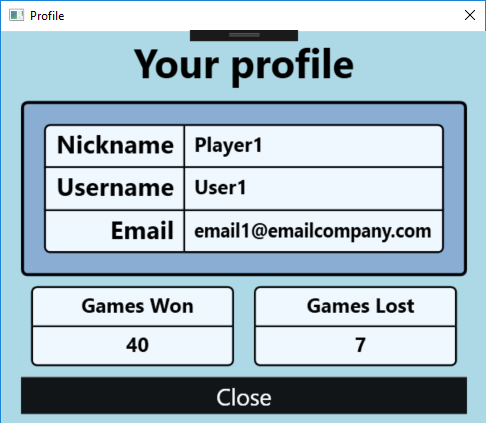 Profile
Your profile
Nickname Player1
Username User1
Email email1@emailcompany.com
Games Won Games Lost
40 7
Close